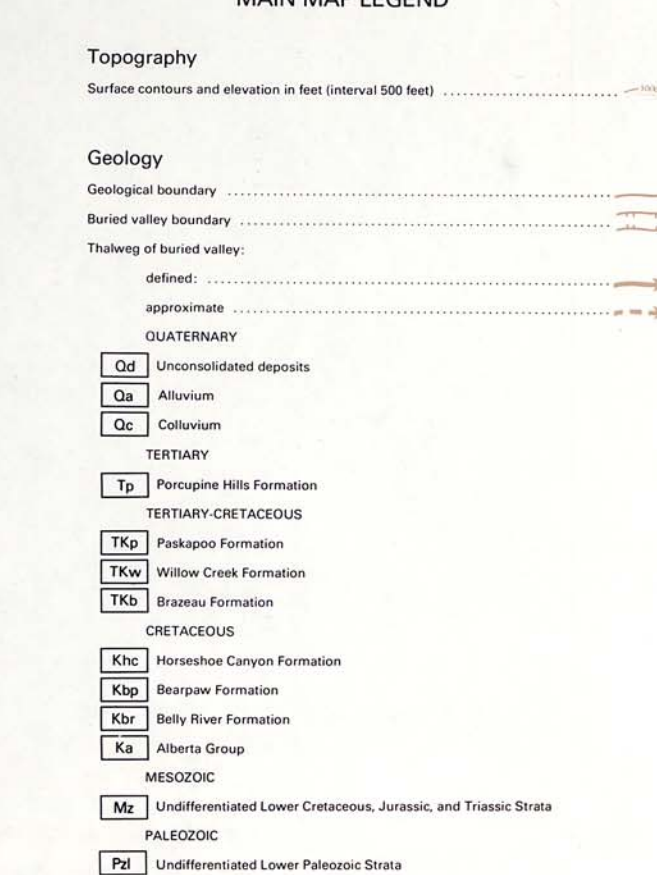 MAIN MAP LEGEND
Topography
Surface contours and elevation in feet (interval 500 feet) ........................................
Geology
Geological boundary ........................................
Buried valley boundary ........................................
Thalweg of buried valley:
defined: ........................................
approximate ........................................
QUATERNARY
Qd Unconsolidated deposits
Qa Alluvium
Qc Colluvium
TERTIARY
Tp Porcupine Hills Formation
TERTIARY-CRETACEOUS
TKp Paskapoo Formation
TKw Willow Creek Formation
TKb Brazeau Formation
CRETACEOUS
Khc Horseshoe Canyon Formation
Kbp Bearpaw Formation
Kbr Belly River Formation
Ka Alberta Group
MESOZOIC
Mz Undifferentiated Lower Cretaceous, Jurassic, and Triassic Strata
PALEOZOIC
Pzl Undifferentiated Lower Paleozoic Strata